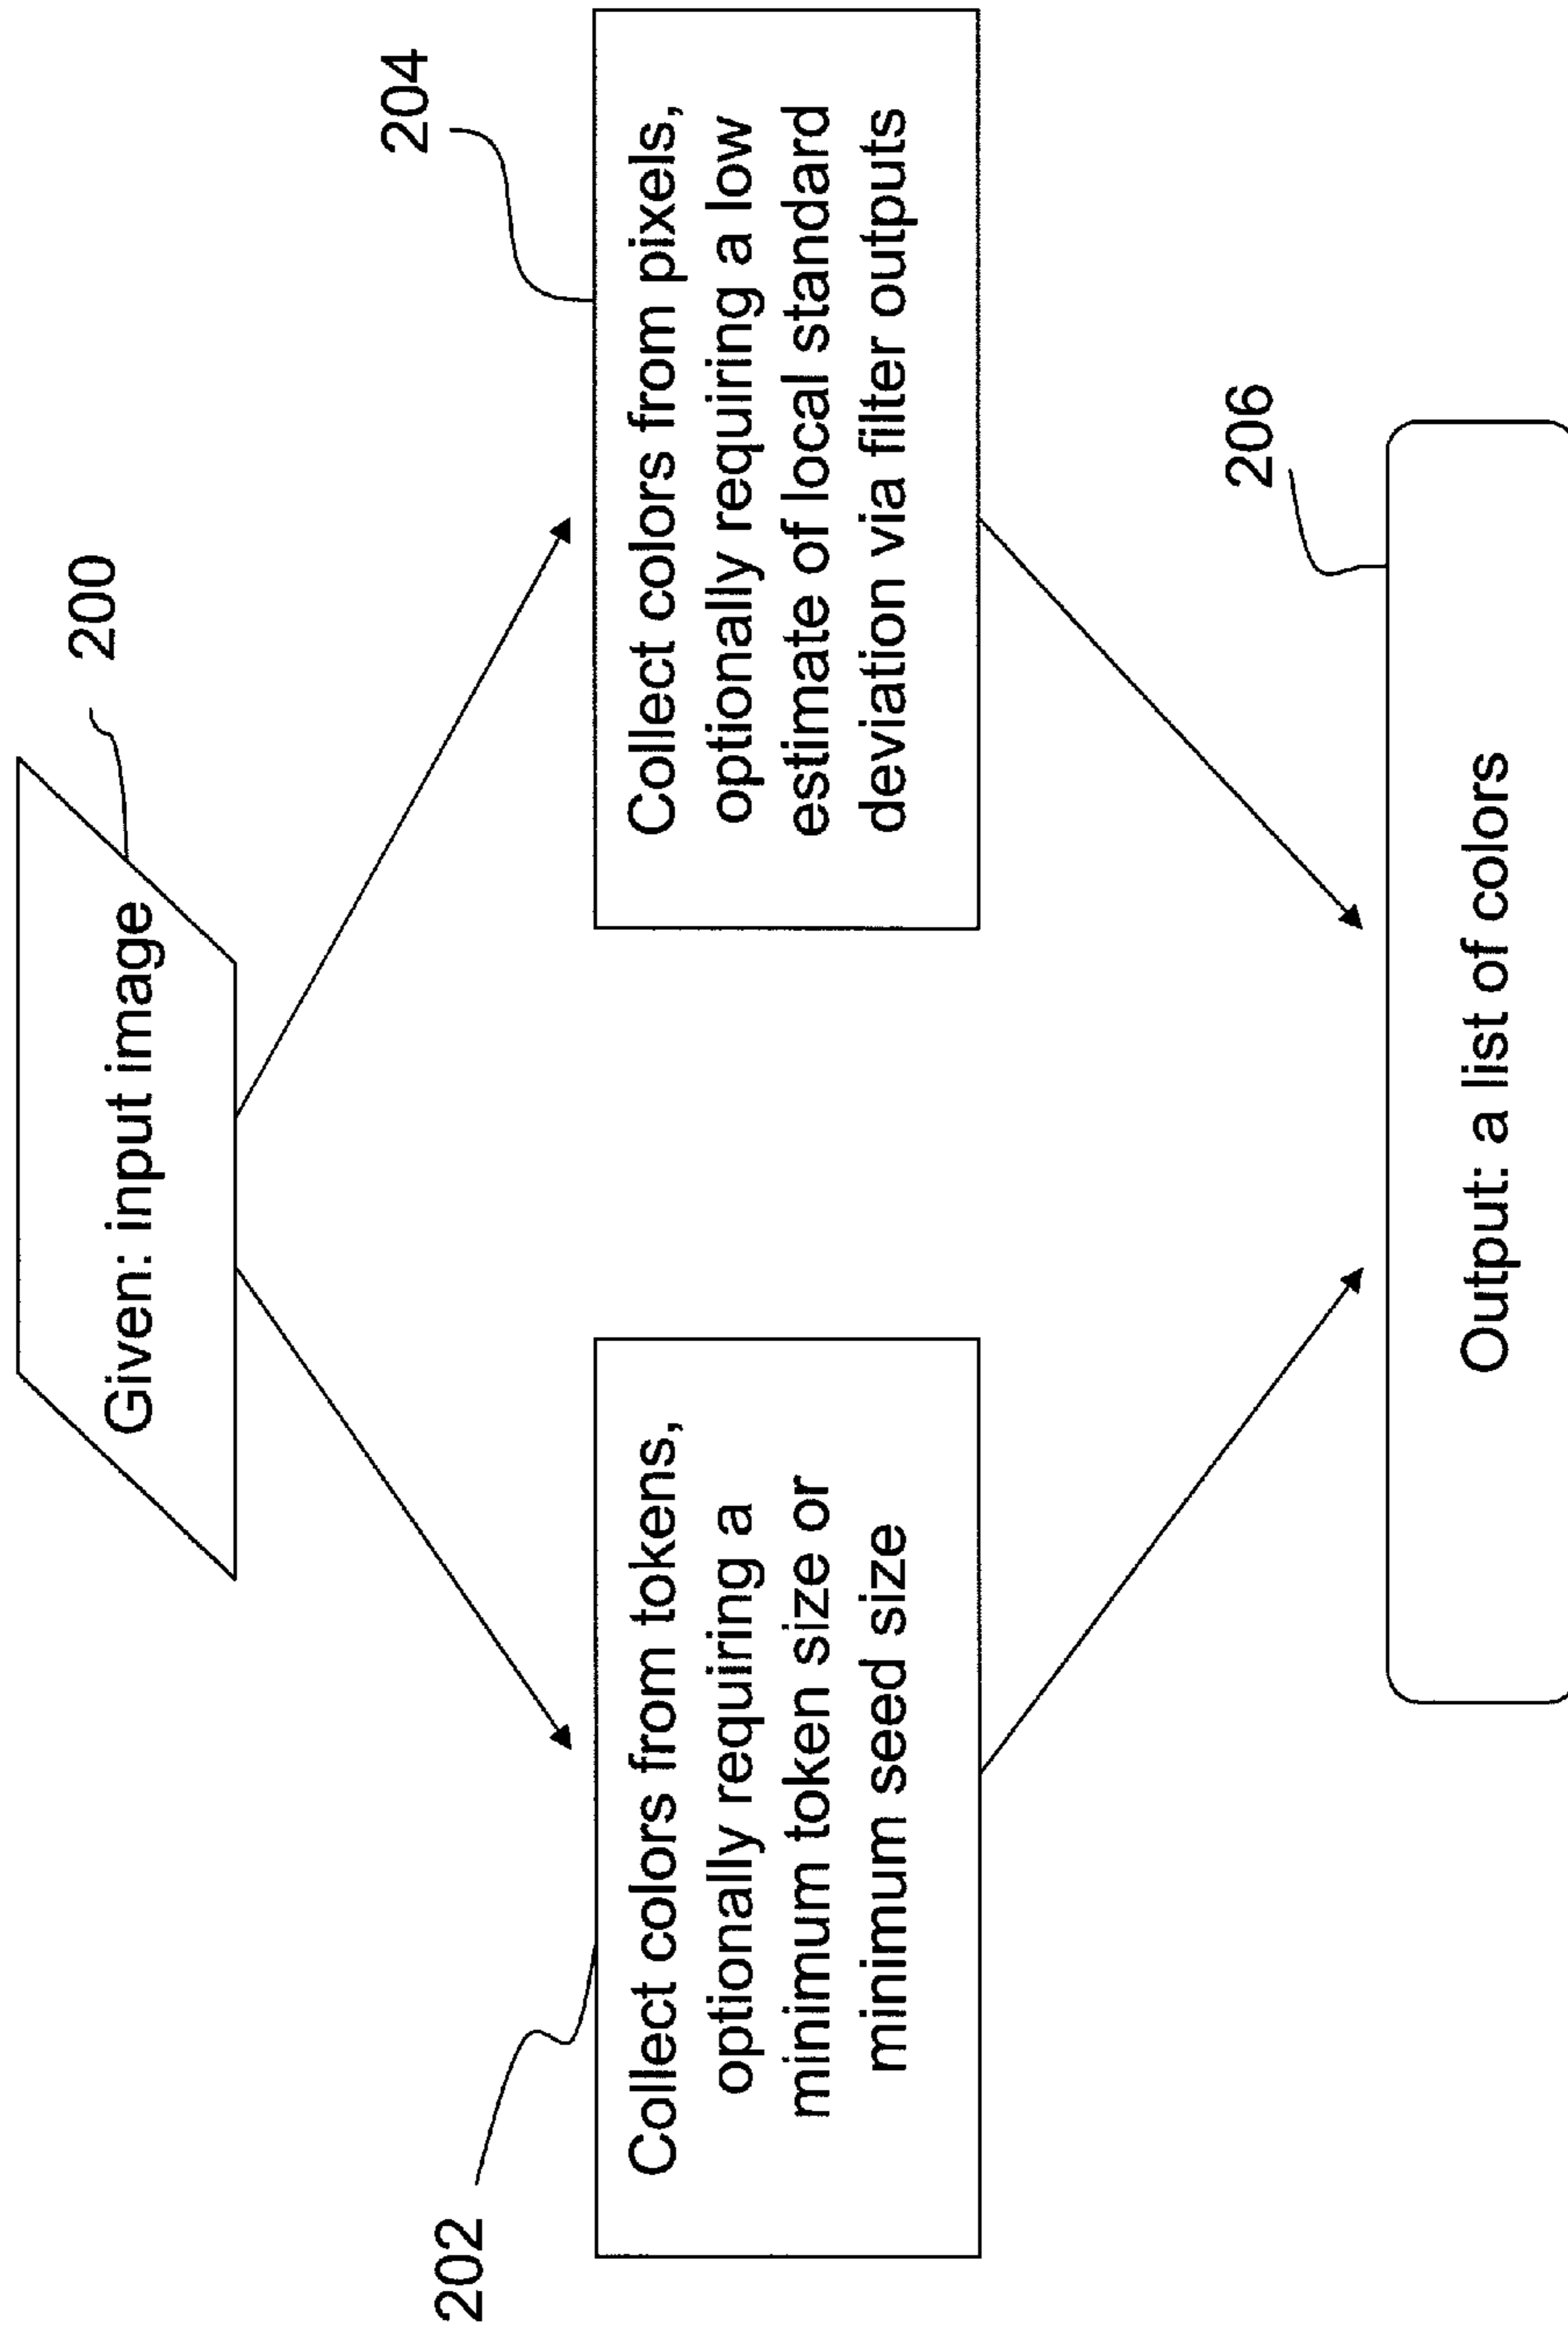 Given: input image
200
202
Collect colors from tokens,
optionally requiring a
minimum token size or
minimum seed size
204
Collect colors from pixels,
optionally requiring a low
estimate of local standard
deviation via filter outputs
206
Output: a list of colors